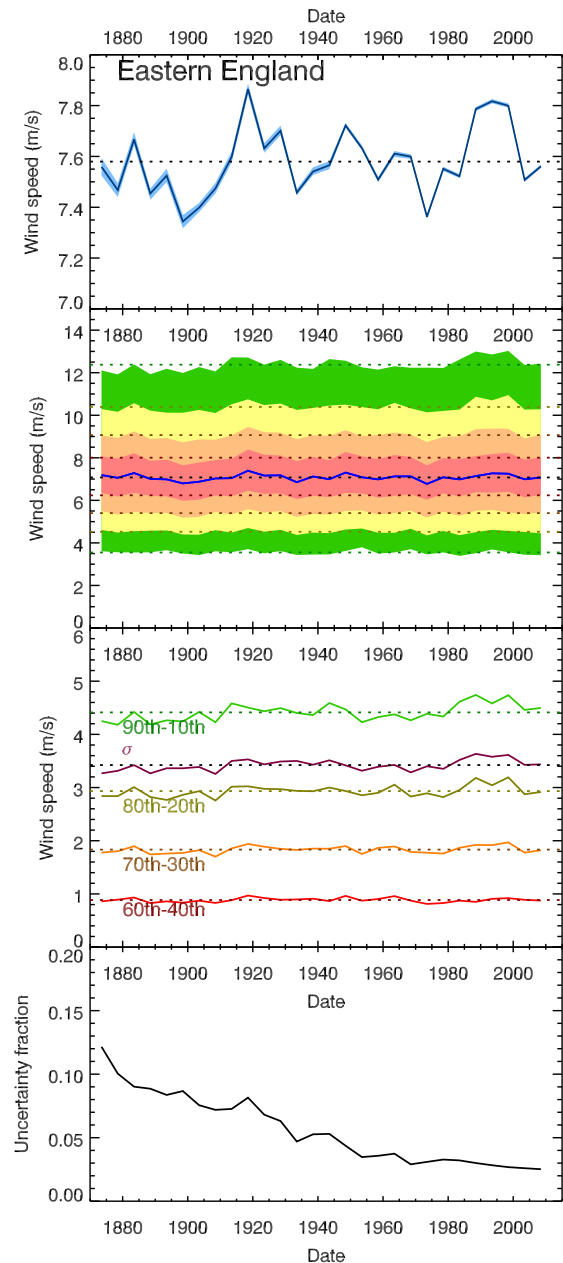 Date
1880 1900 1920 1940 1960 1980 2000
Eastern England
8.0
7.8
7.6
7.4
7.2
7.0
Wind speed (m/s)
1880 1900 1920 1940 1960 1980 2000
14
12
10
8
6
4
2
0
Wind speed (m/s)
1880 1900 1920 1940 1960 1980 2000
6
5
4
3
2
1
0
Wind speed (m/s)
90th-10th
σ
80th-20th
70th-30th
60th-40th
1880 1900 1920 1940 1960 1980 2000
Date
0.20
0.15
0.10
0.05
0.00
Uncertainty fraction
1880 1900 1920 1940 1960 1980 2000
Date